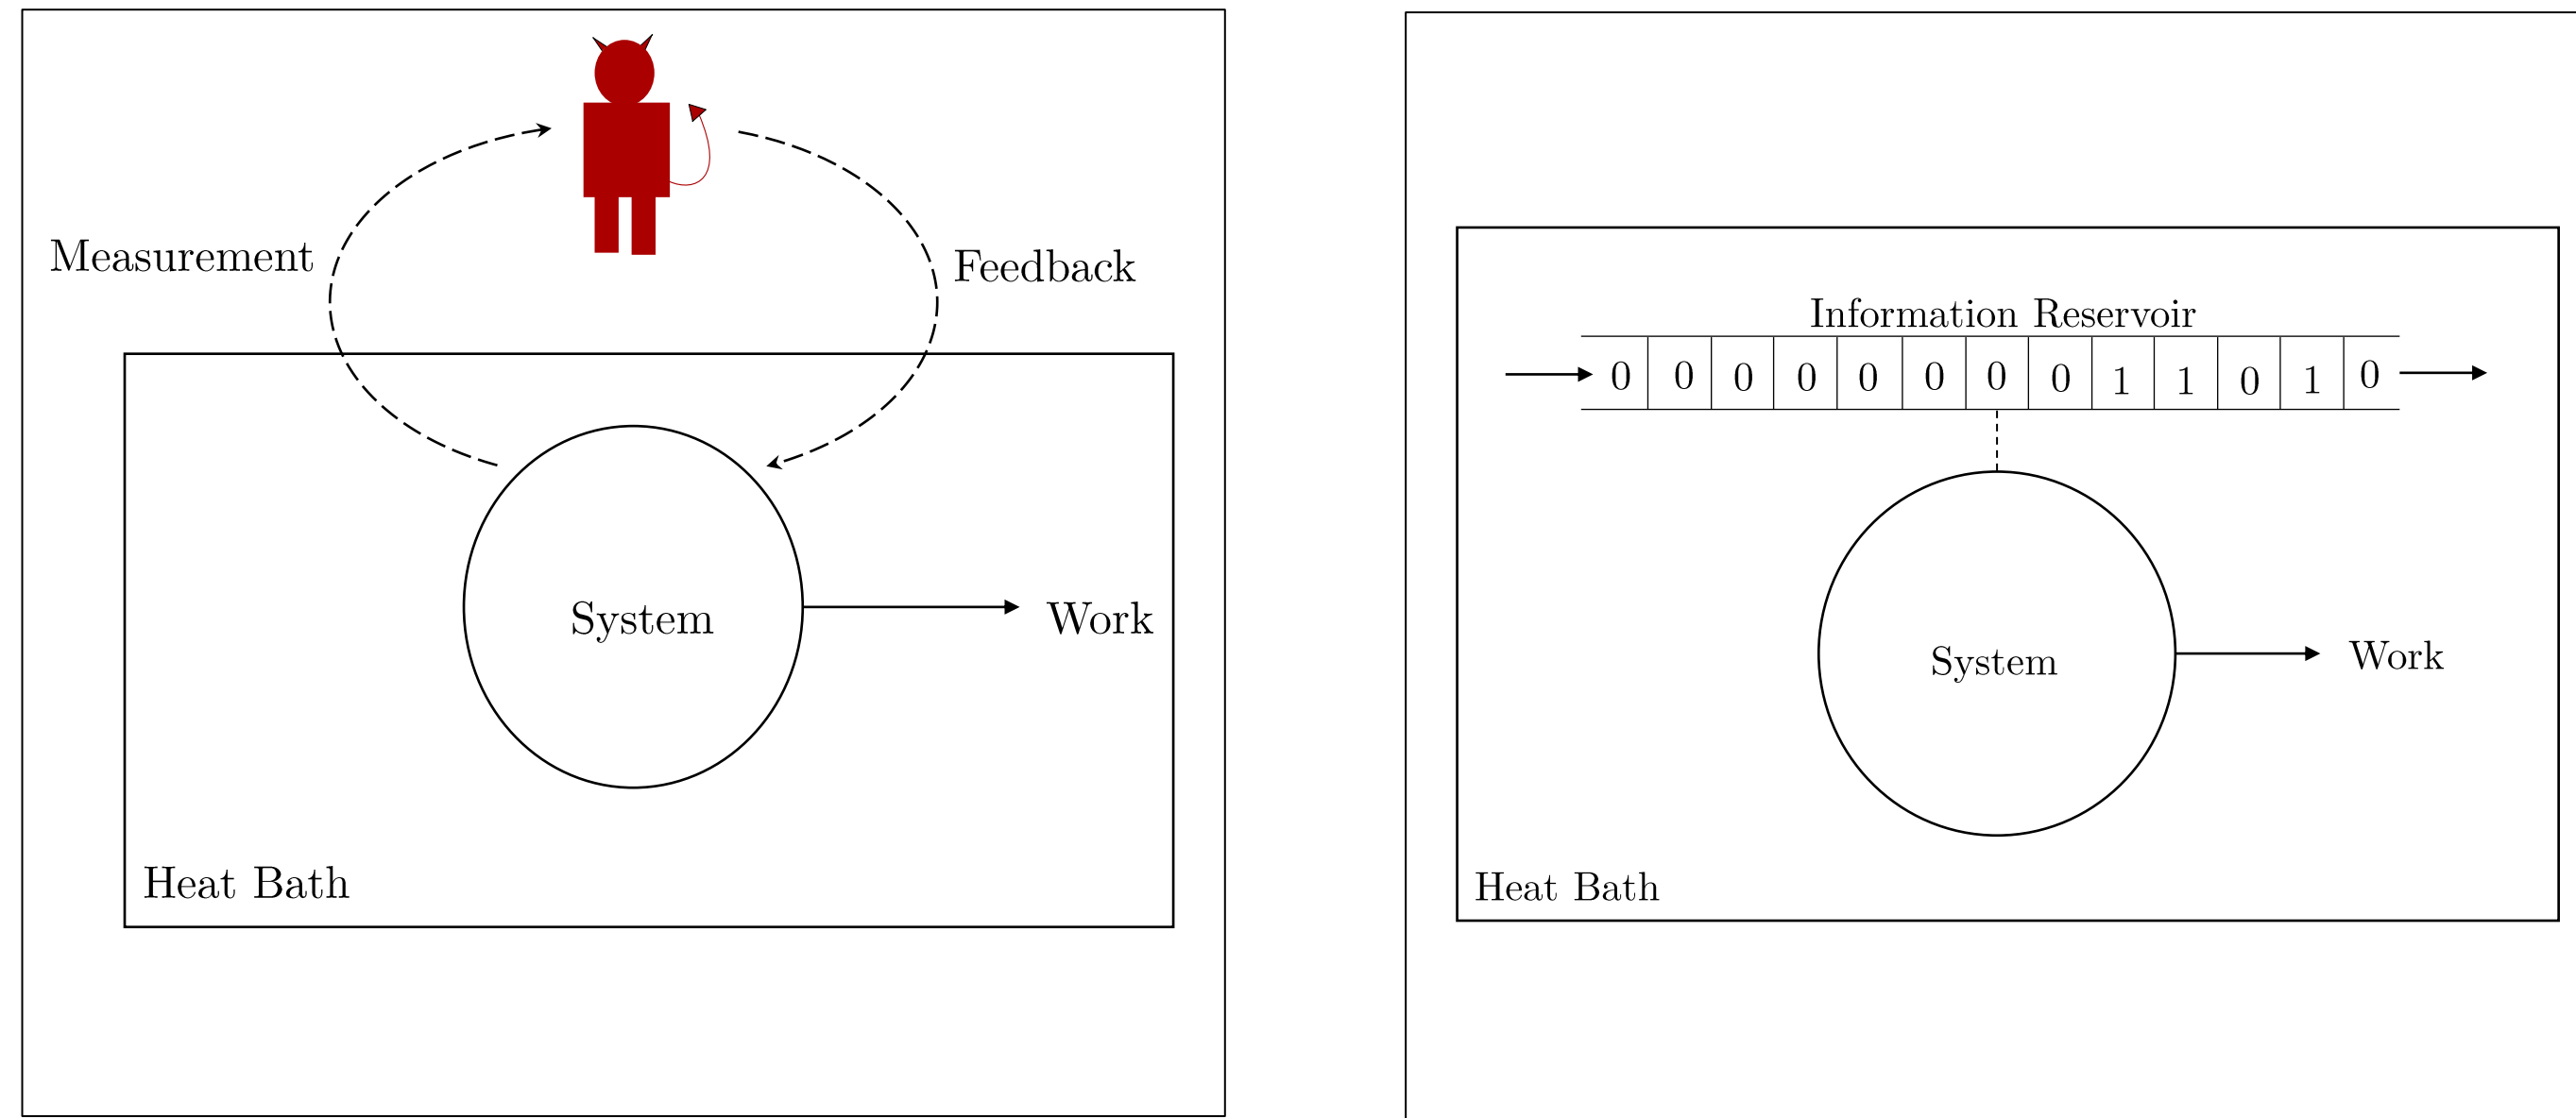 Measurement
Feedback
System
Work
Heat Bath
Information Reservoir
0 0 0 0 0 0 0 0 1 1 0 1 0
System
Work
Heat Bath